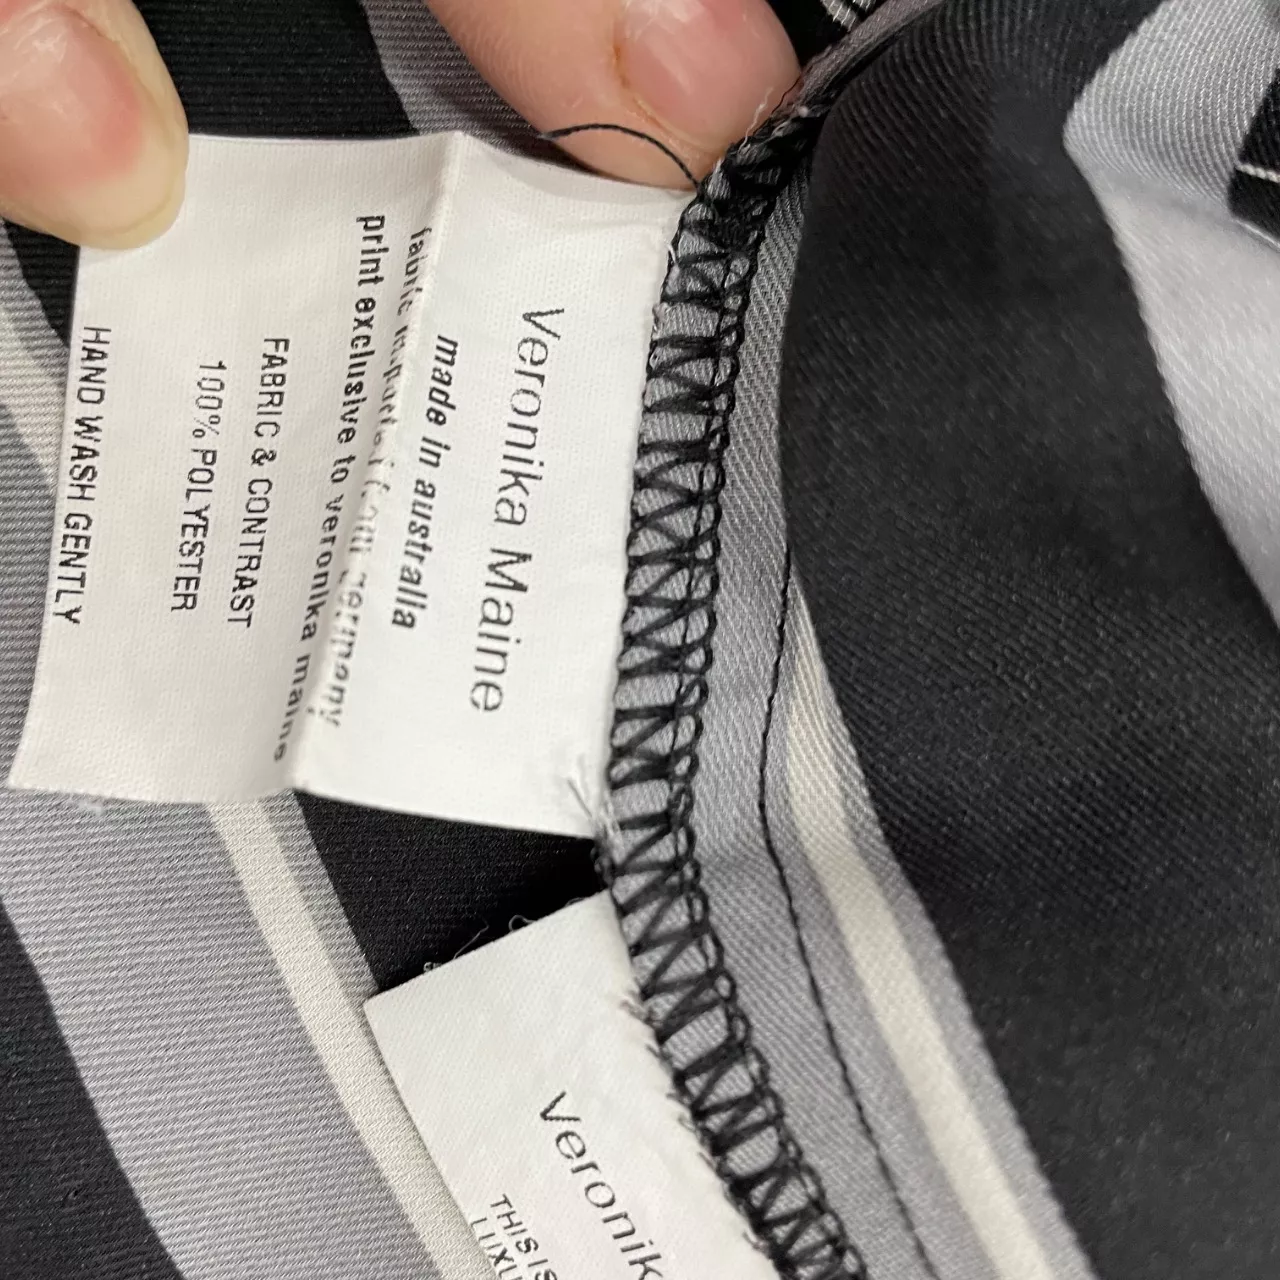 Veronika Maine
made in australia
fabric imported from germany
print exclusive to veronika maine
FABRIC & CONTRAST
100% POLYESTER
HAND WASH GENTLY
Veronik
THIS IS
LUXU